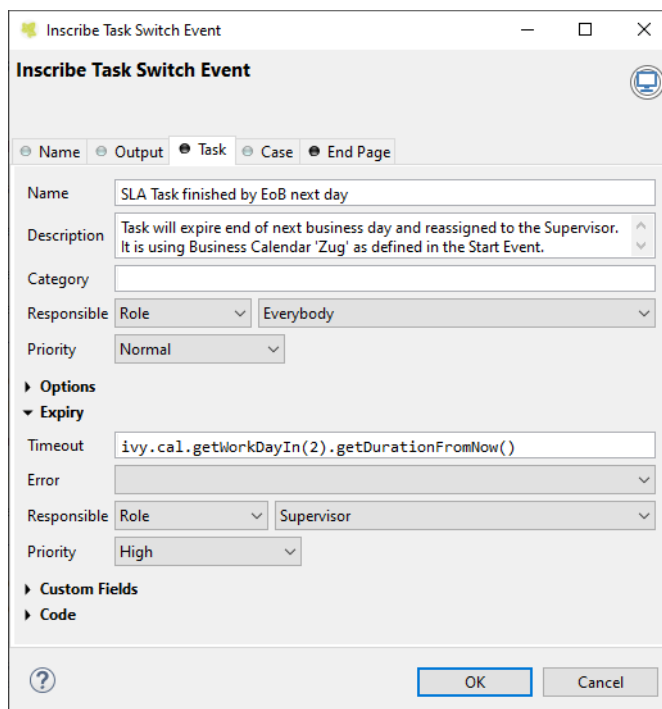 Inscribe Task Switch Event
Inscribe Task Switch Event
Name Output Task Case End Page
Name SLA Task finished by EoB next day
Description Task will expire end of next business day and reassigned to the Supervisor.
It is using Business Calendar 'Zug' as defined in the Start Event.
Category
Responsible Role Everybody
Priority Normal
Options
Expiry
Timeout ivy.cal.getWorkDayIn(2).getDurationFromNow()
Error
Responsible Role Supervisor
Priority High
Custom Fields
Code
? OK Cancel